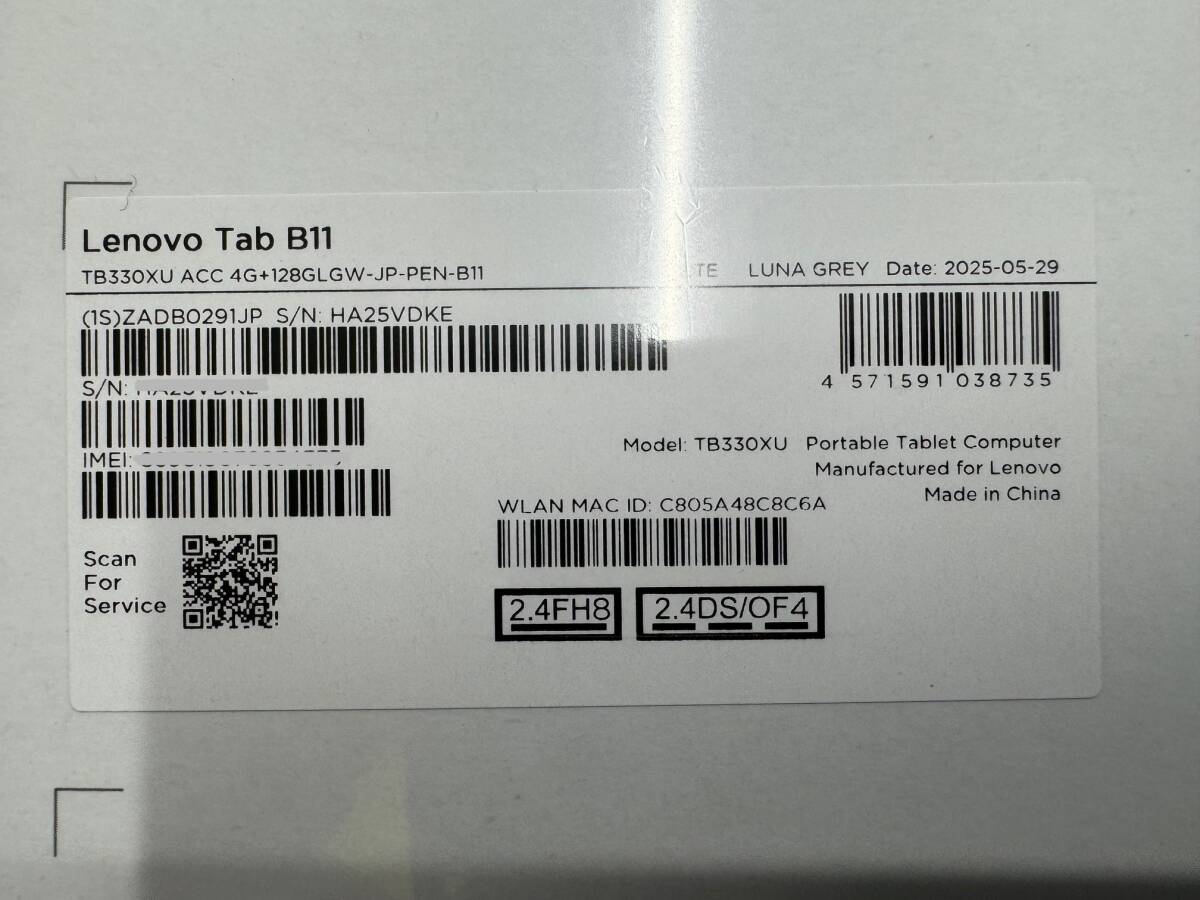 Lenovo Tab B11
TB330XU ACC 4G+128GLGW-JP-PEN-B11 LUNA GREY Date: 2025-05-29
(1S)ZADB0291JP S/N: HA25VDKE
4 571591 038735
S/N:
IMEI:
Model: TB330XU Portable Tablet Computer
Manufactured for Lenovo
Made in China
WLAN MAC ID: C805A48C8C6A
Scan
For
Service
2.4FH8 2.4DS/OF4